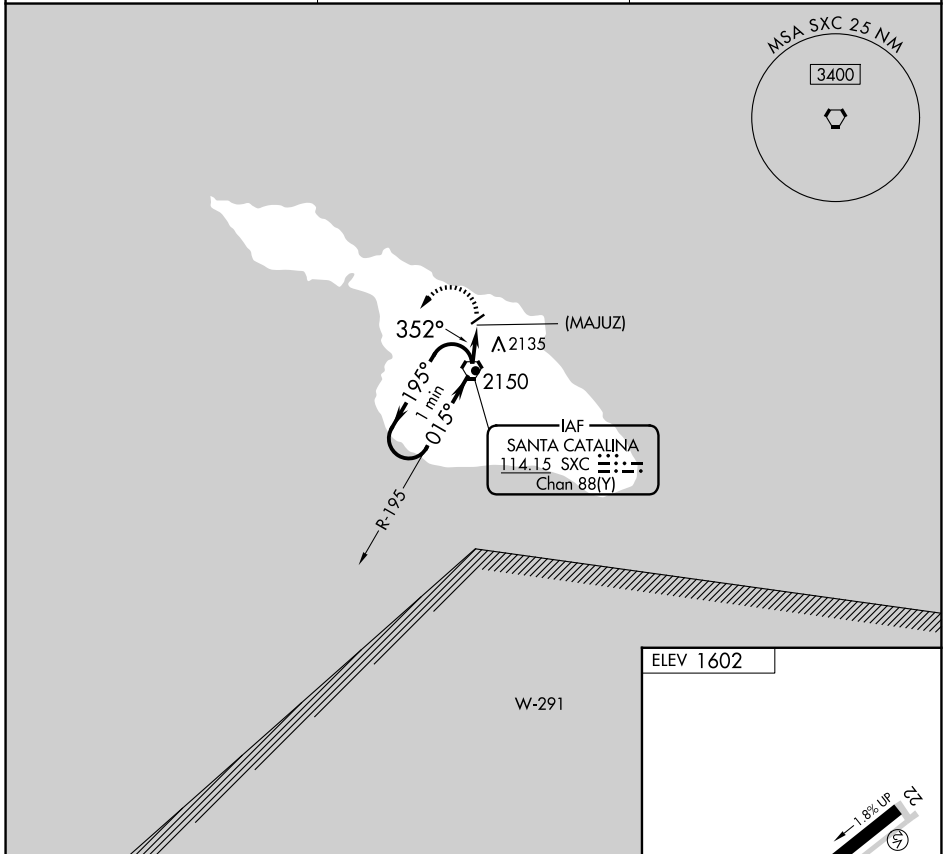 MSA SXC 25 NM
3400
(MAJUZ)
352°
2135
195°
1 min
015°
2150
IAF
SANTA CATALINA
114.15 SXC
Chan 88(Y)
R-195
ELEV 1602
W-291
1.8% UP
22